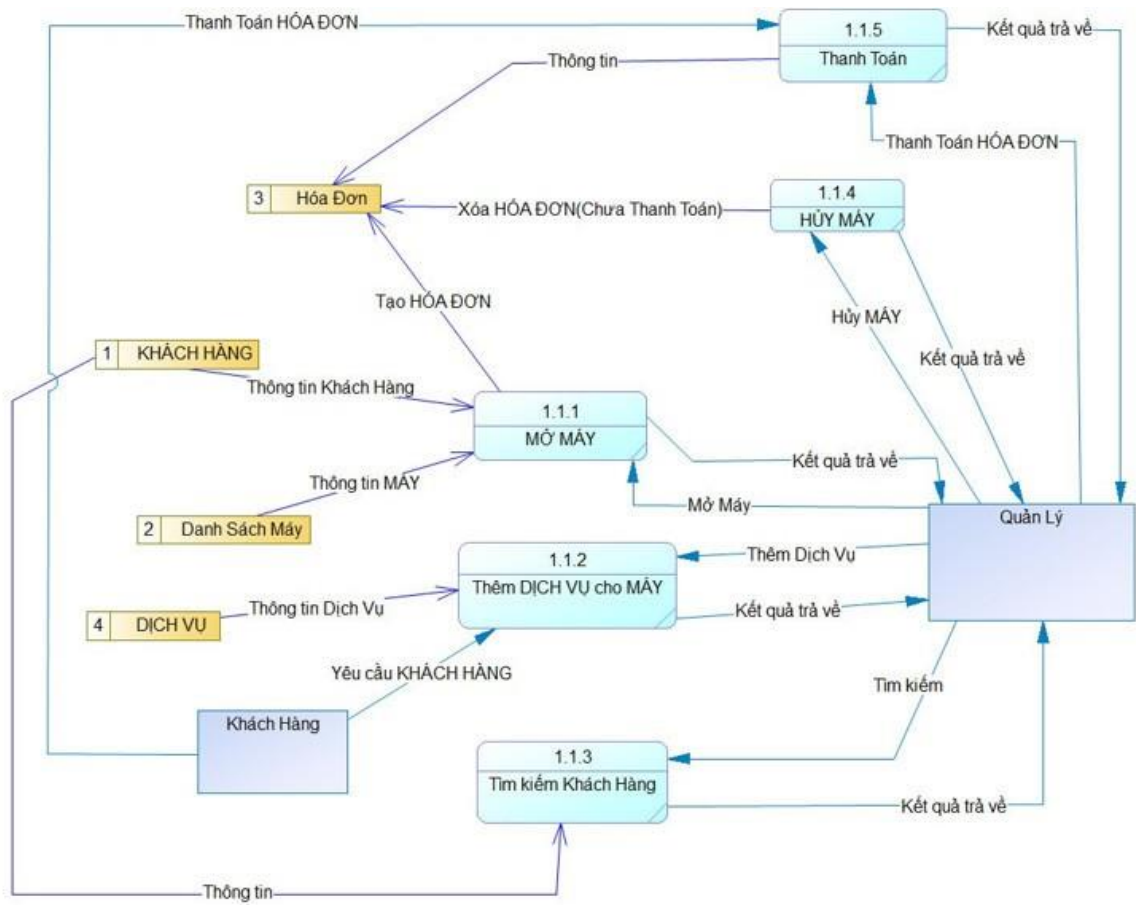 Thanh Toán HÓA ĐƠN
1.1.5
Thanh Toán
Kết quả trả về
Thông tin
Thanh Toán HÓA ĐƠN
3 Hóa Đơn
Xóa HÓA ĐƠN(Chưa Thanh Toán)
1.1.4
HỦY MÁY
Tạo HÓA ĐƠN
Hủy MÁY
1 KHÁCH HÀNG
Kết quả trả về
Thông tin Khách Hàng
1.1.1
MỞ MÁY
Kết quả trả về
Thông tin MÁY
Mở Máy
2 Danh Sách Máy
Quản Lý
1.1.2
Thêm DỊCH VỤ cho MÁY
Thêm Dịch Vụ
4 DỊCH VỤ
Thông tin Dịch Vụ
Kết quả trả về
Yêu cầu KHÁCH HÀNG
Tìm kiếm
Khách Hàng
1.1.3
Tìm kiếm Khách Hàng
Kết quả trả về
Thông tin